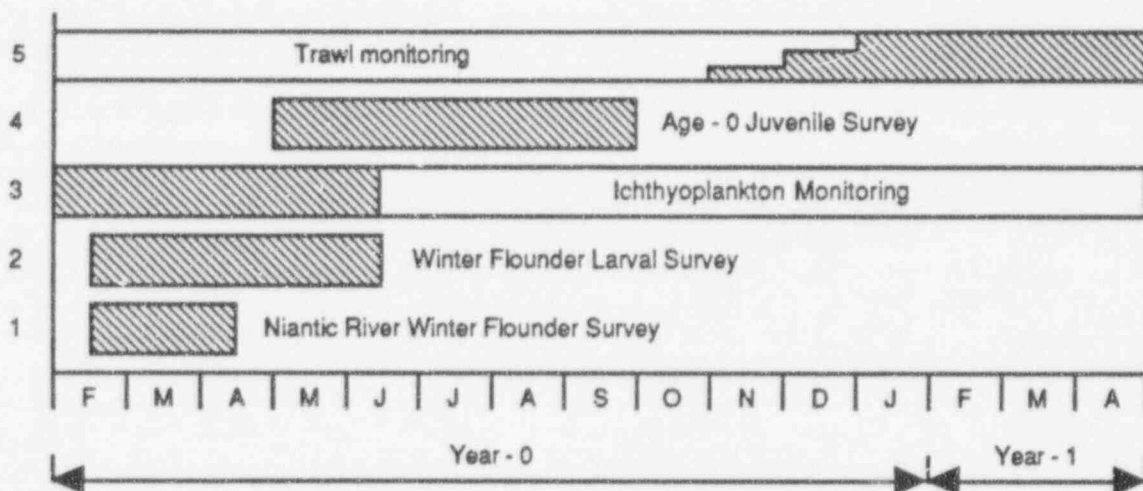 5 Trawl monitoring
4 Age - 0 Juvenile Survey
3 Ichthyoplankton Monitoring
2 Winter Flounder Larval Survey
1 Niantic River Winter Flounder Survey
F M A M J J A S O N D J F M A
Year - 0 Year - 1